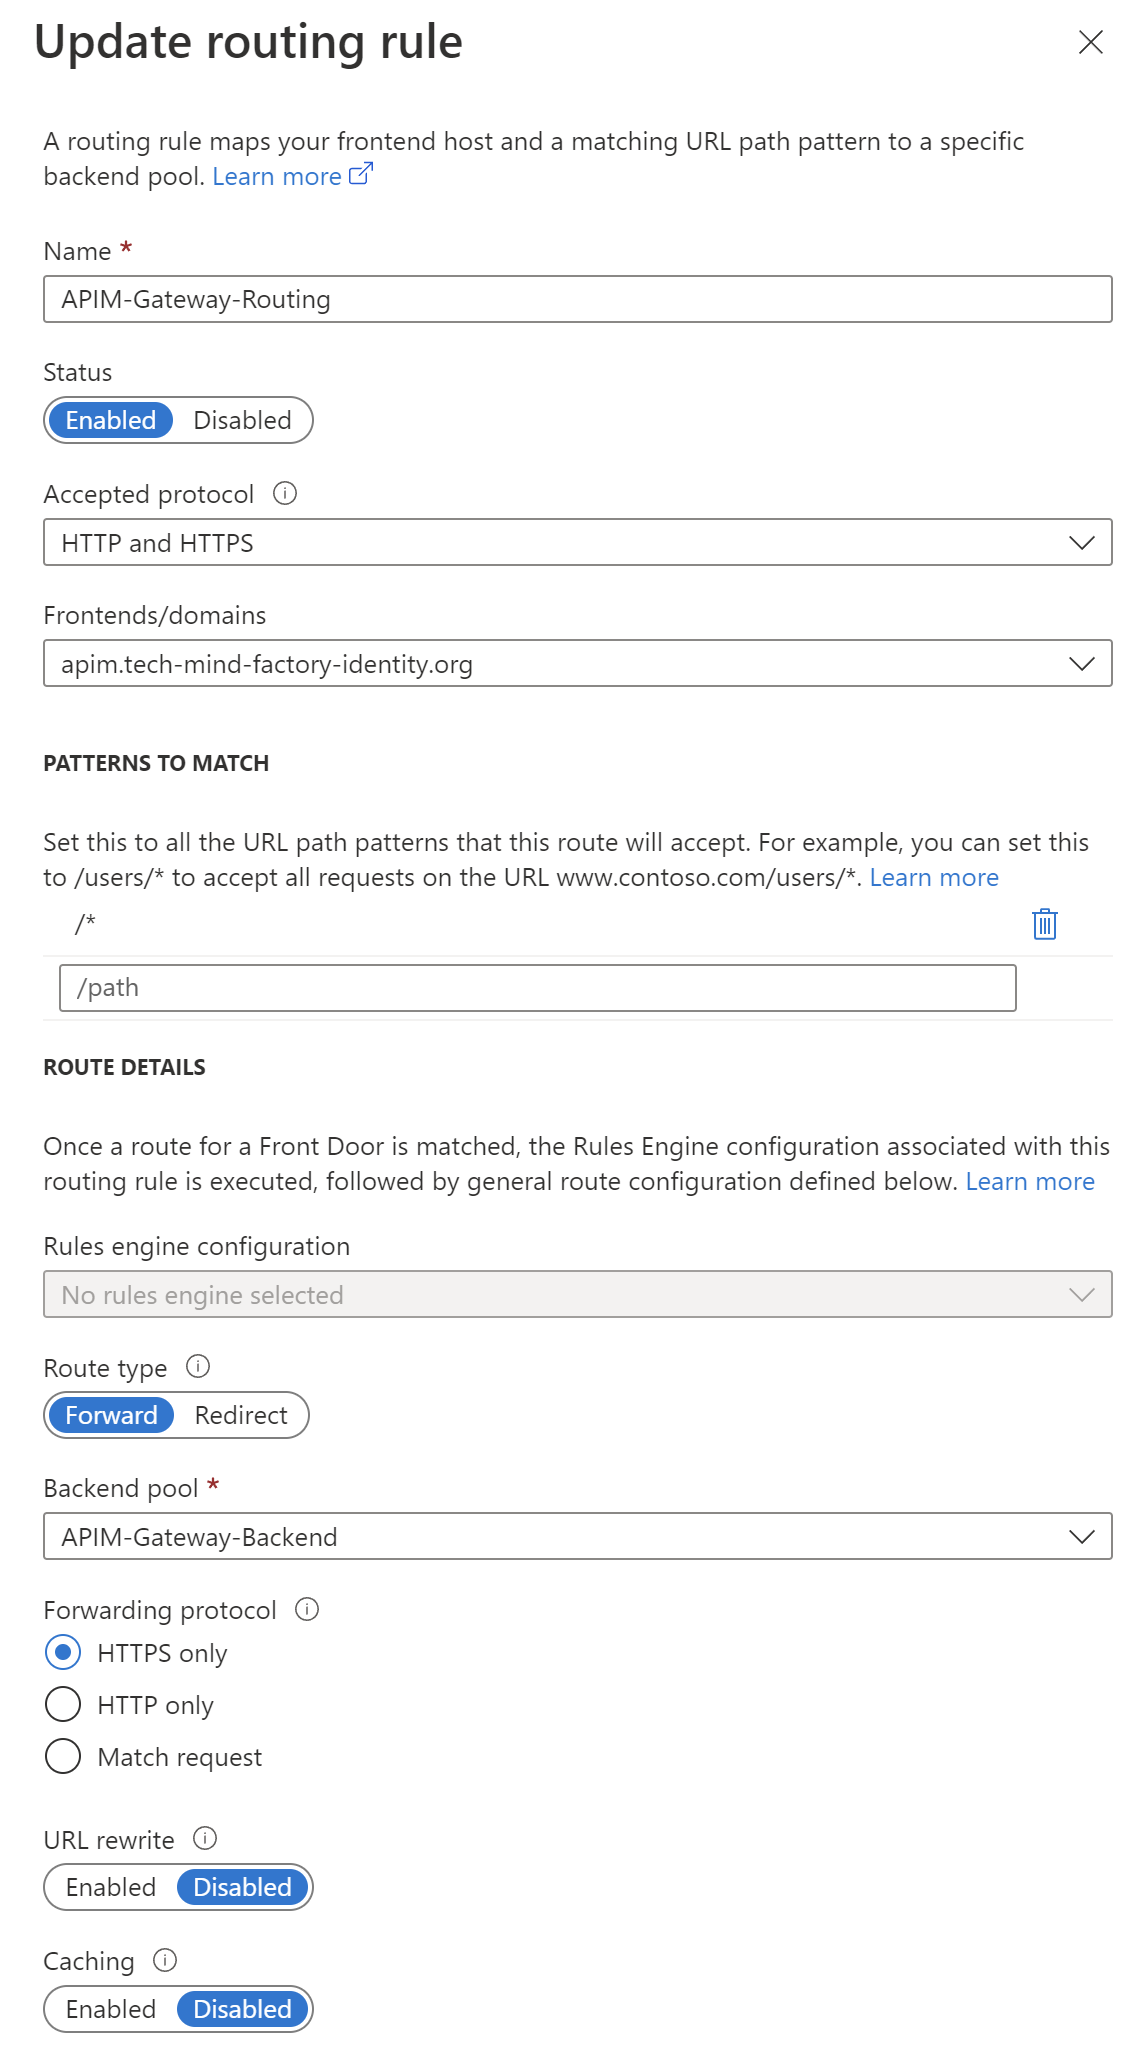 Update routing rule
A routing rule maps your frontend host and a matching URL path pattern to a specific
backend pool. Learn more
Name *
APIM-Gateway-Routing
Status
Enabled Disabled
Accepted protocol
HTTP and HTTPS
Frontends/domains
apim.tech-mind-factory-identity.org
PATTERNS TO MATCH
Set this to all the URL path patterns that this route will accept. For example, you can set this
to /users/* to accept all requests on the URL www.contoso.com/users/*. Learn more
/*
/path
ROUTE DETAILS
Once a route for a Front Door is matched, the Rules Engine configuration associated with this
routing rule is executed, followed by general route configuration defined below. Learn more
Rules engine configuration
No rules engine selected
Route type
Forward Redirect
Backend pool *
APIM-Gateway-Backend
Forwarding protocol
HTTPS only
HTTP only
Match request
URL rewrite
Enabled Disabled
Caching
Enabled Disabled